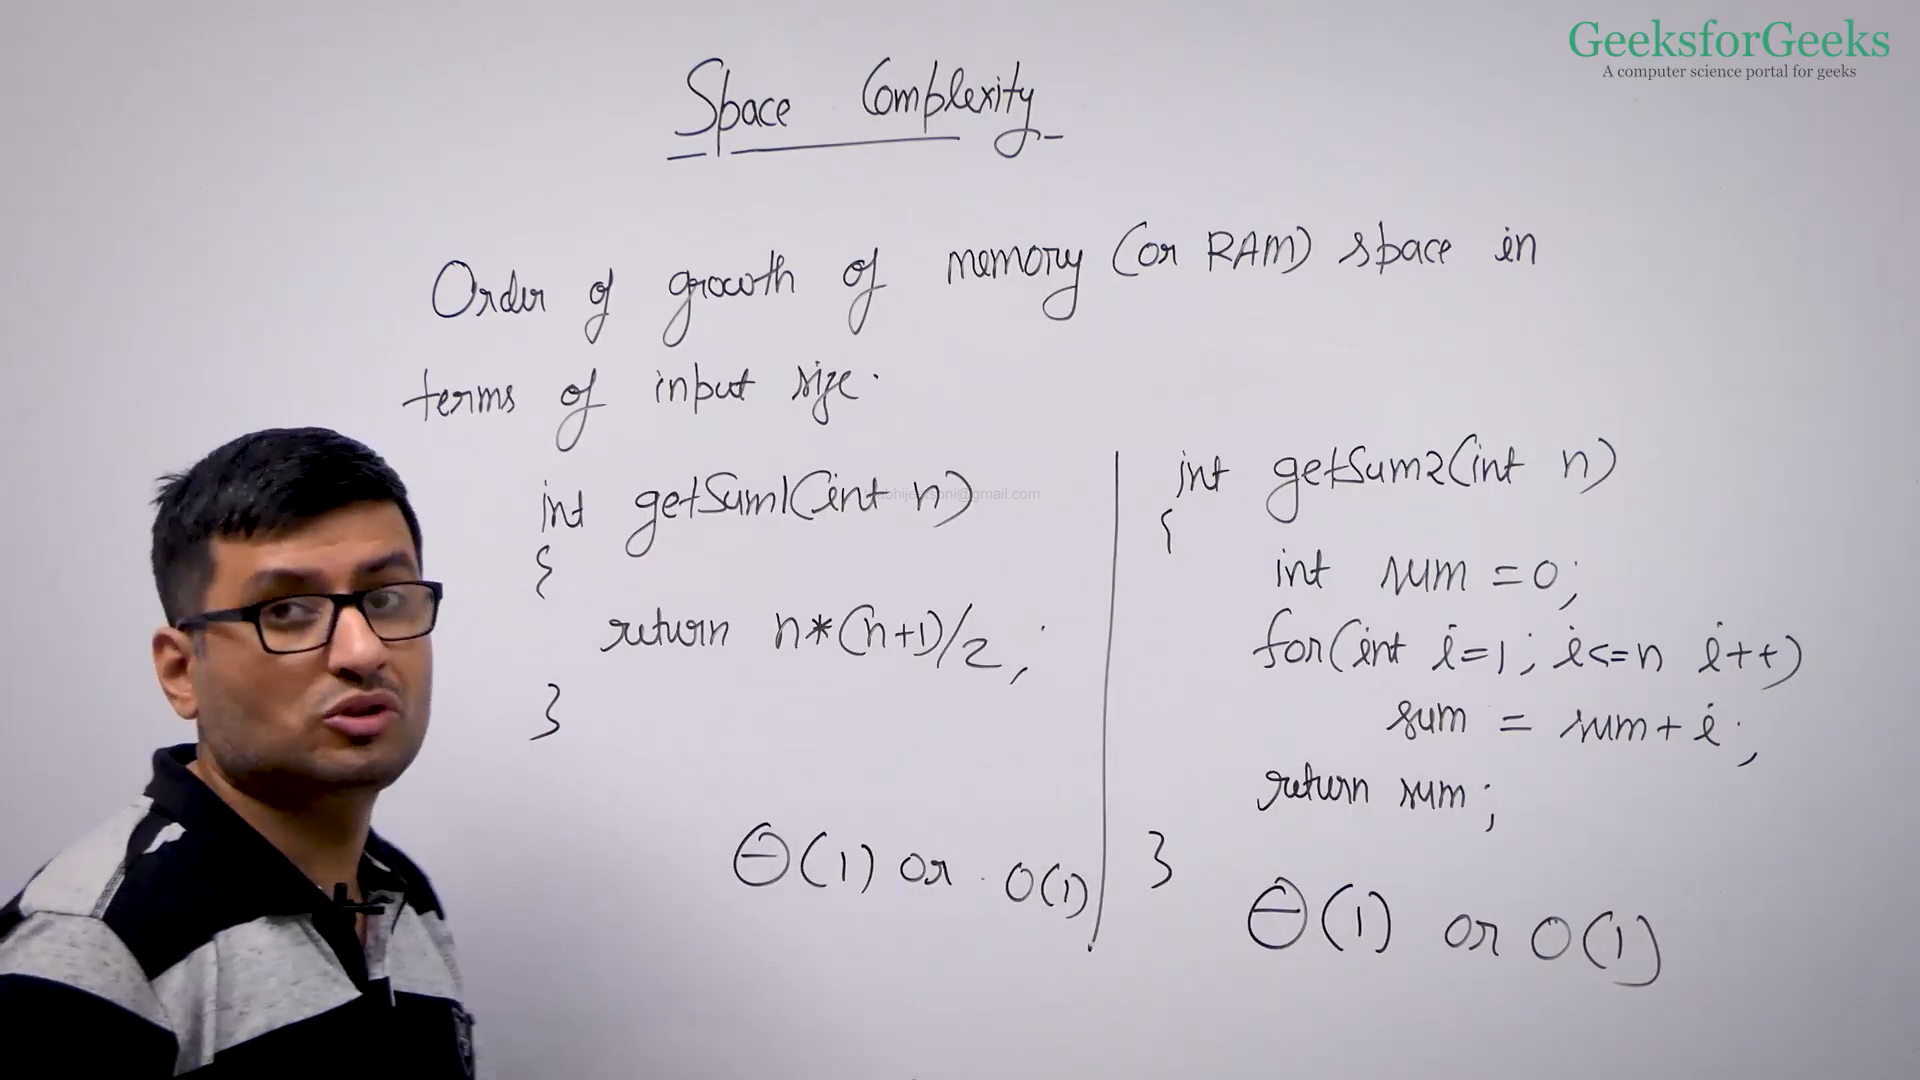 GeeksforGeeks
A computer science portal for geeks
Space Complexity
Order of growth of memory (or RAM) space in
terms of input size.
int getSum1(int n)
{
return n*(n+1)/2;
}
Θ(1) or O(1)
int getSum2(int n)
{
int sum = 0;
for(int i=1; i<=n i++)
sum = sum + i;
return sum;
}
Θ(1) or O(1)